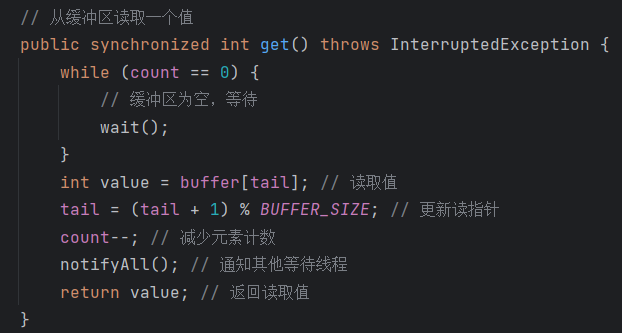 // 从缓冲区读取一个值
public synchronized int get() throws InterruptedException {
    while (count == 0) {
        // 缓冲区为空，等待
        wait();
    }
    int value = buffer[tail]; // 读取值
    tail = (tail + 1) % BUFFER_SIZE; // 更新读指针
    count--; // 减少元素计数
    notifyAll(); // 通知其他等待线程
    return value; // 返回读取值
}